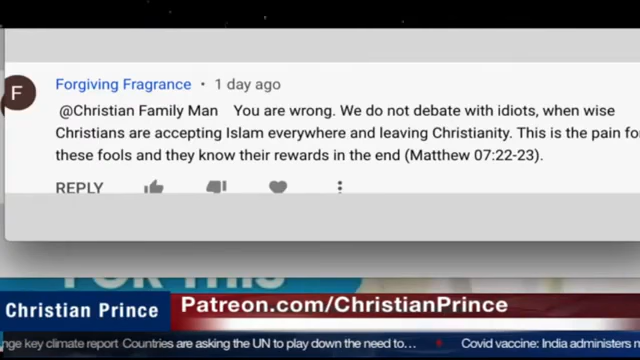 F
Forgiving Fragrance • 1 day ago
@Christian Family Man You are wrong. We do not debate with idiots, when wise
Christians are accepting Islam everywhere and leaving Christianity. This is the pain for
these fools and they know their rewards in the end (Matthew 07:22-23).
REPLY
FOR THIS
Christian Prince
Patreon.com/ChristianPrince
nge key climate report Countries are asking the UN to play down the need to… Covid vaccine: India administers m